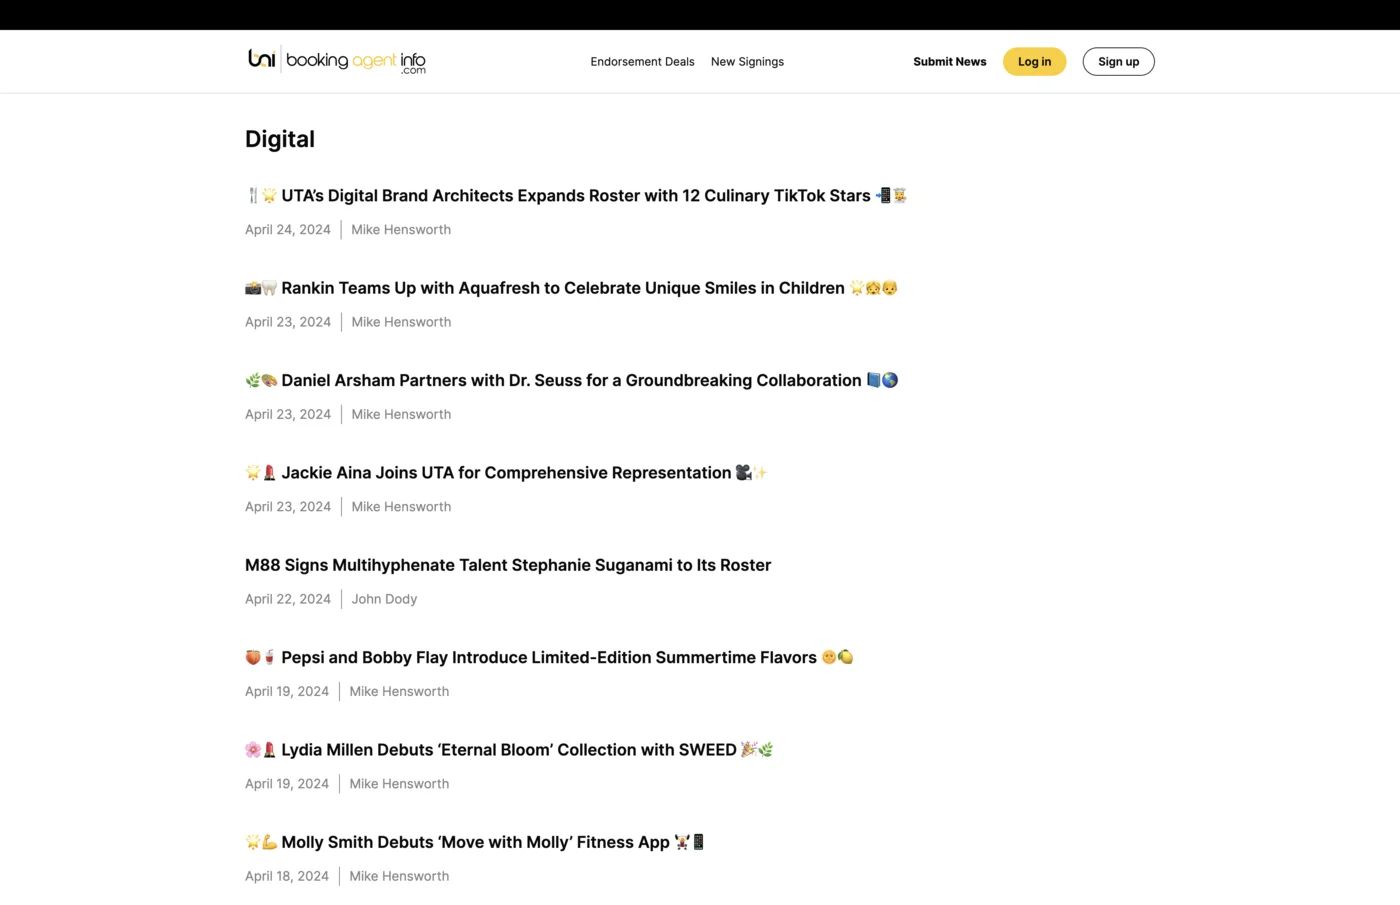 bai booking agent info .com
Endorsement Deals New Signings
Submit News Log in Sign up
Digital
🍴🌟 UTA’s Digital Brand Architects Expands Roster with 12 Culinary TikTok Stars 📲👩‍🍳
April 24, 2024 | Mike Hensworth
📸🦷 Rankin Teams Up with Aquafresh to Celebrate Unique Smiles in Children 🌟👧👦
April 23, 2024 | Mike Hensworth
🌿🎨 Daniel Arsham Partners with Dr. Seuss for a Groundbreaking Collaboration 📘🌎
April 23, 2024 | Mike Hensworth
🌟💄 Jackie Aina Joins UTA for Comprehensive Representation 🎥✨
April 23, 2024 | Mike Hensworth
M88 Signs Multihyphenate Talent Stephanie Suganami to Its Roster
April 22, 2024 | John Dody
🍑🥤 Pepsi and Bobby Flay Introduce Limited-Edition Summertime Flavors 🌞🍋
April 19, 2024 | Mike Hensworth
🌸💄 Lydia Millen Debuts ‘Eternal Bloom’ Collection with SWEED 🎉🌿
April 19, 2024 | Mike Hensworth
🌟💪 Molly Smith Debuts ‘Move with Molly’ Fitness App 🏋️‍♀️📱
April 18, 2024 | Mike Hensworth